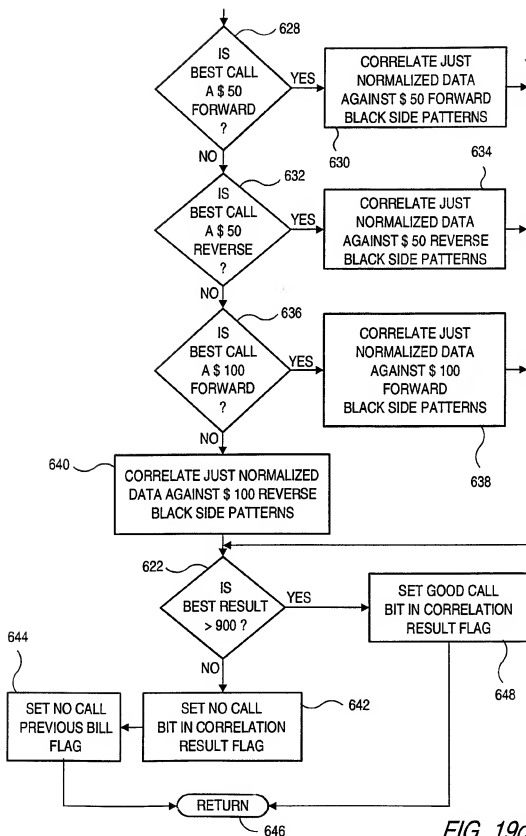 628
IS
BEST CALL
A $ 50
FORWARD
?
YES
CORRELATE JUST
NORMALIZED DATA
AGAINST $ 50 FORWARD
BLACK SIDE PATTERNS
630
NO
632
IS
BEST CALL
A $ 50
REVERSE
?
YES
634
CORRELATE JUST
NORMALIZED DATA
AGAINST $ 50 REVERSE
BLACK SIDE PATTERNS
NO
636
IS
BEST CALL
A $ 100
FORWARD
?
YES
CORRELATE JUST
NORMALIZED DATA
AGAINST $ 100
FORWARD
BLACK SIDE PATTERNS
638
NO
640
CORRELATE JUST NORMALIZED
DATA AGAINST $ 100 REVERSE
BLACK SIDE PATTERNS
622
IS
BEST RESULT
> 900 ?
YES
SET GOOD CALL
BIT IN CORRELATION
RESULT FLAG
648
NO
644
SET NO CALL
PREVIOUS BILL
FLAG
SET NO CALL
BIT IN CORRELATION
RESULT FLAG
642
RETURN
646